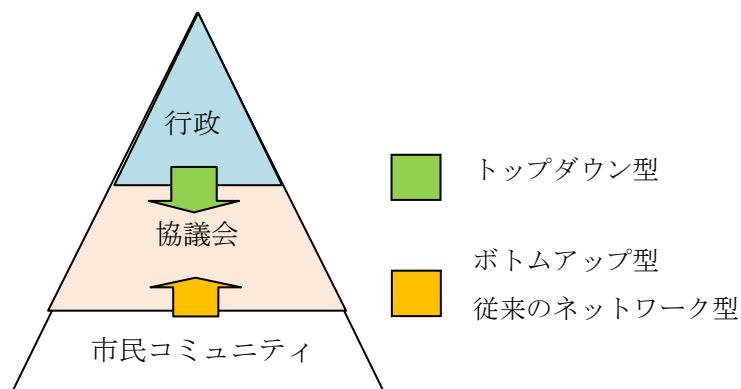 行政
協議会
市民コミュニティ
トップダウン型
ボトムアップ型
従来のネットワーク型